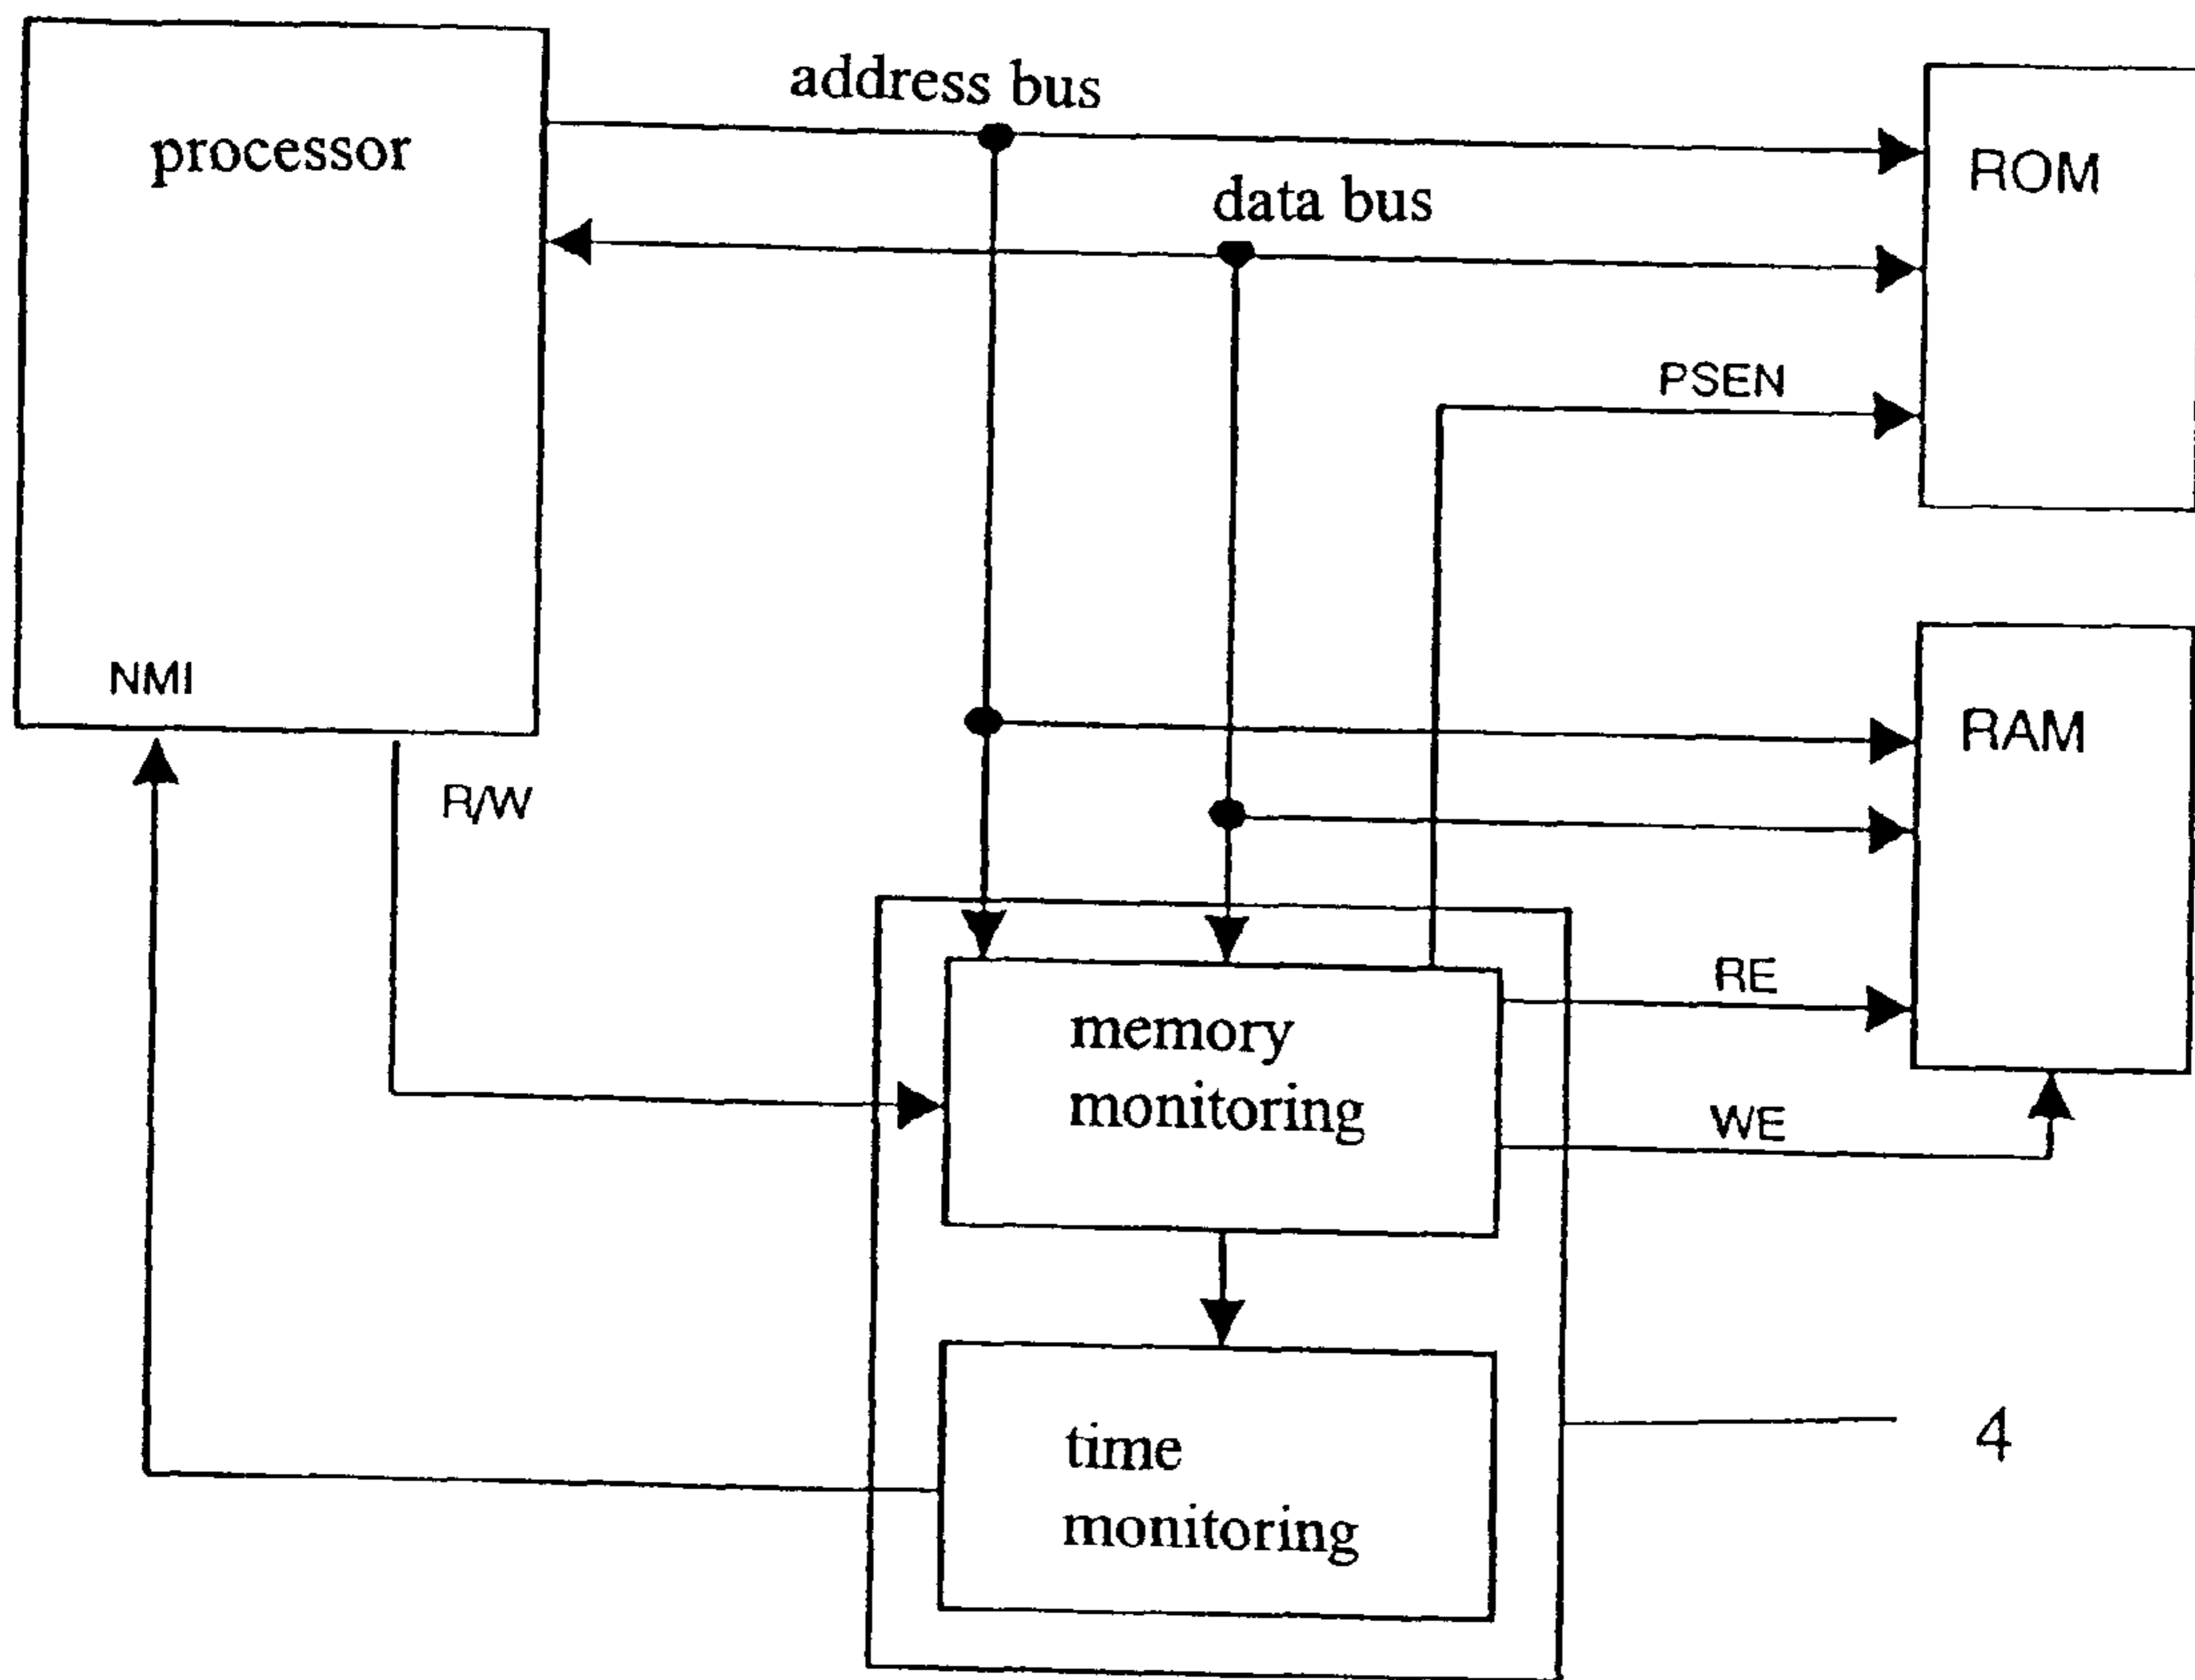 address bus
processor
ROM
data bus
PSEN
NMI
RAM
R/W
RE
memory
monitoring
WE
time
monitoring
4